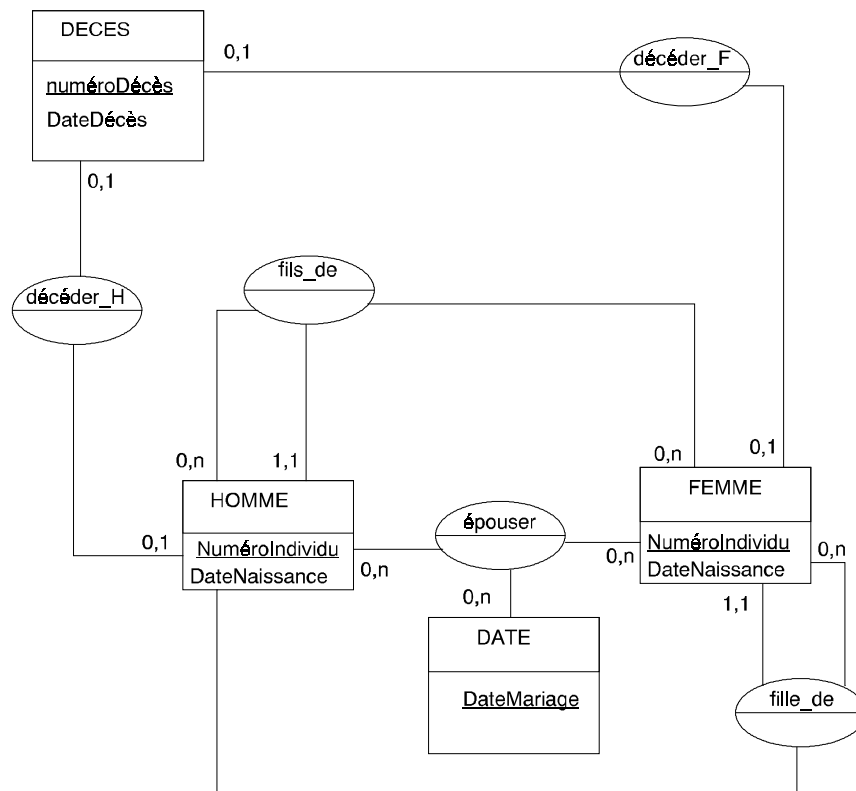 DECES
0,1
décéder_F
numéroDécès
DateDécès
0,1
fils_de
décéder_H
0,n
1,1
0,n
0,1
HOMME
FEMME
épouser
0,1
NuméroIndividu
DateNaissance
0,n
0,n
NuméroIndividu
DateNaissance
0,n
0,n
1,1
DATE
DateMariage
fille_de